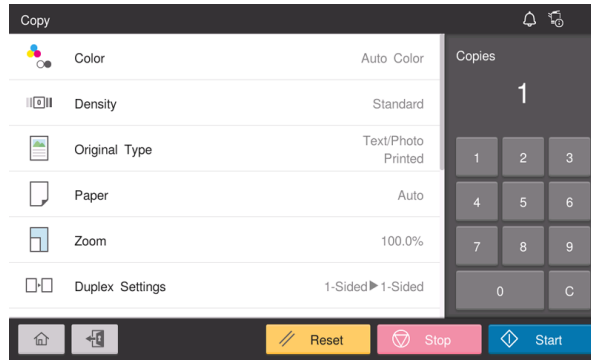 Copy
Color Auto Color
0 Density Standard
Original Type Text/Photo
Printed
Paper Auto
Zoom 100.0%
Duplex Settings 1-Sided▶1-Sided
Copies
1
1 2 3
4 5 6
7 8 9
0 C
Reset Stop Start